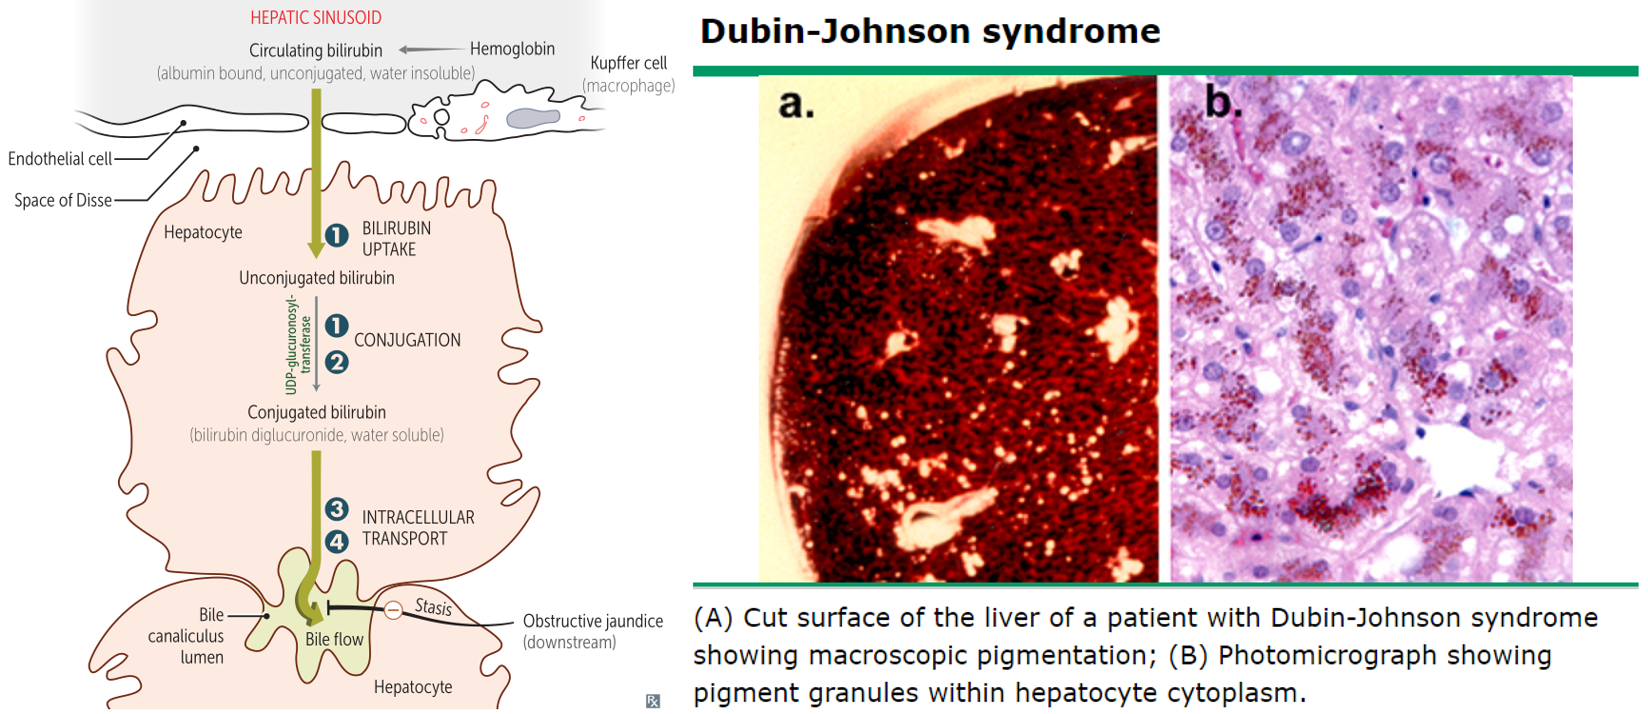 HEPATIC SINUSOID
Circulating bilirubin
Hemoglobin
(albumin bound, unconjugated, water insoluble)
Kupffer cell
(macrophage)
Endothelial cell
Space of Disse
Hepatocyte
1
BILIRUBIN
UPTAKE
Unconjugated bilirubin
UDP-glucuronosyl-
transferase
1
2
CONJUGATION
Conjugated bilirubin
(bilirubin diglucuronide, water soluble)
3
4
INTRACELLULAR
TRANSPORT
Bile
canaliculus
lumen
Stasis
Bile flow
Obstructive jaundice
(downstream)
Hepatocyte
Rx
Dubin-Johnson syndrome
a.
b.
(A) Cut surface of the liver of a patient with Dubin-Johnson syndrome
showing macroscopic pigmentation; (B) Photomicrograph showing
pigment granules within hepatocyte cytoplasm.